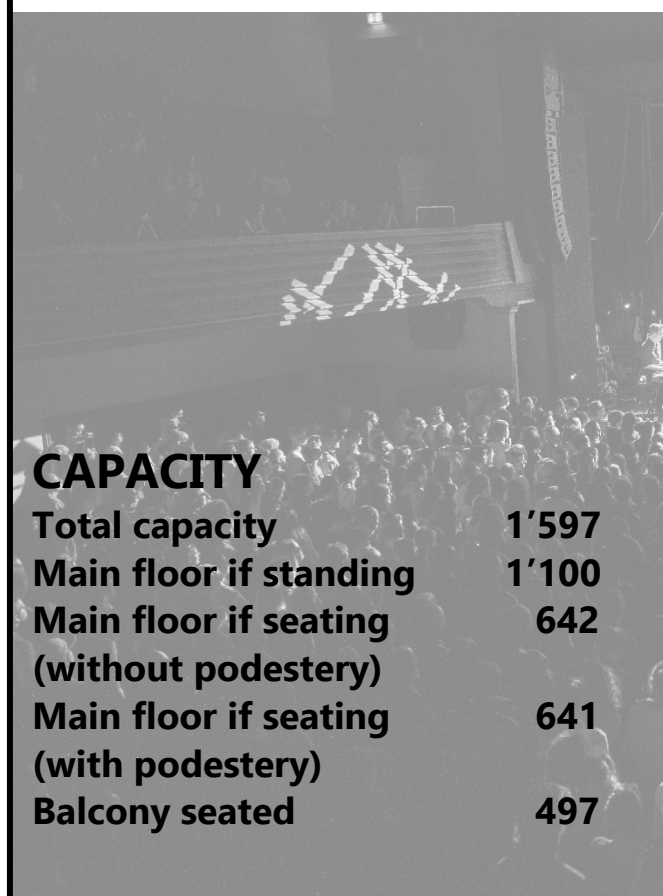 CAPACITY
Total capacity 1’597
Main floor if standing 1’100
Main floor if seating 642
(without podestery)
Main floor if seating 641
(with podestery)
Balcony seated 497